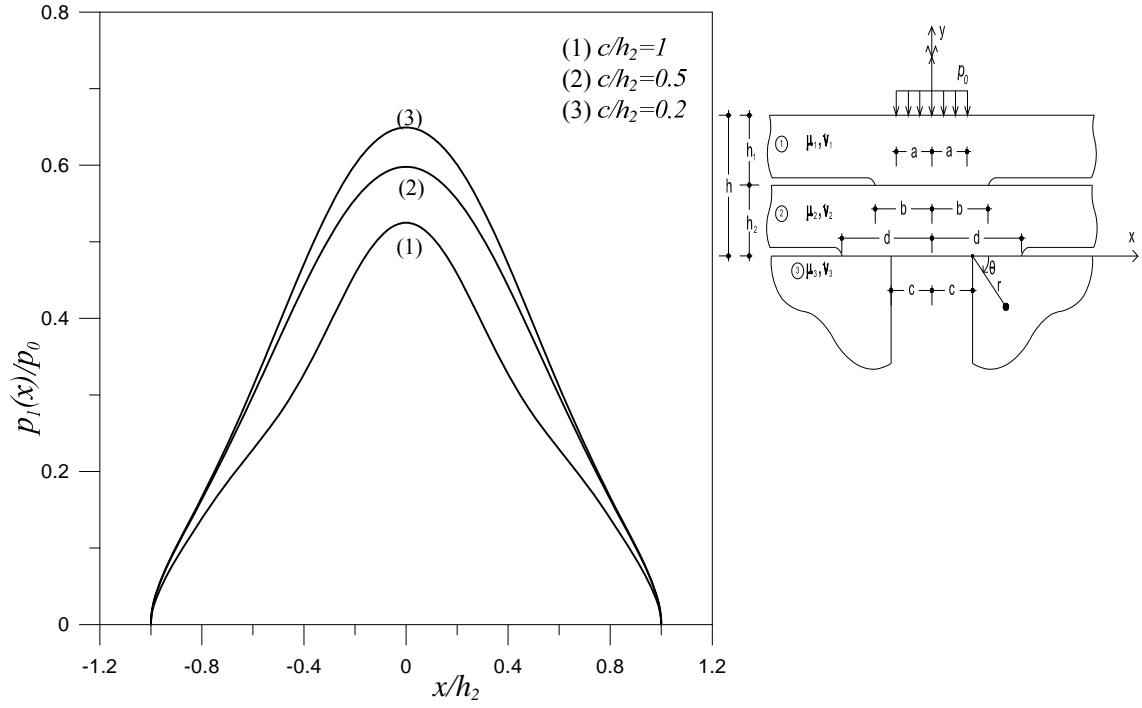 0.8
(1) c/h₂=1
(2) c/h₂=0.5
(3) c/h₂=0.2
(3)
0.6
(2)
(1)
p₁(x)/p₀
0.4
0.2
0
-1.2 -0.8 -0.4 0 0.4 0.8 1.2
x/h₂
y
p₀
1 μ₁,ν₁
h₁
a a
h
2 μ₂,ν₂
b b
h₂
d d
x
3 μ₃,ν₃
θ
r
c c